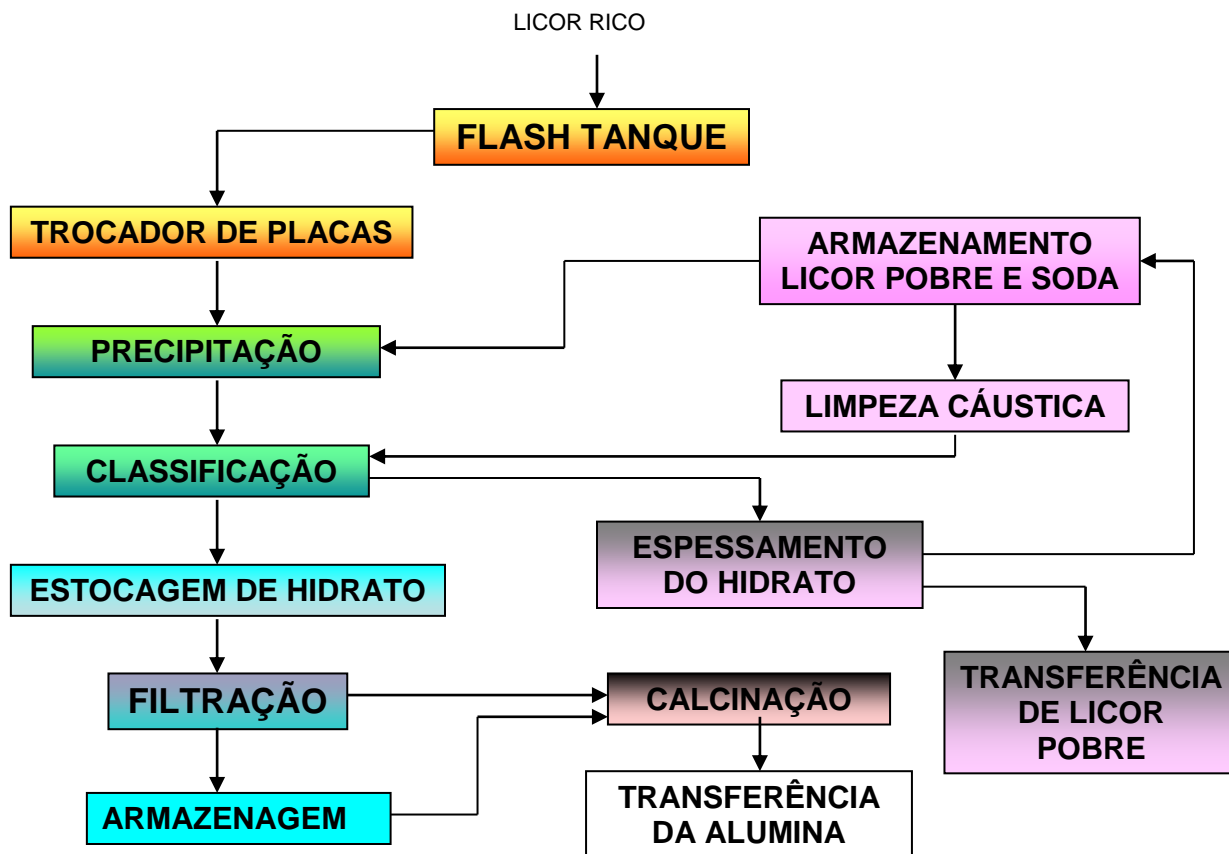 LICOR RICO
FLASH TANQUE
TROCADOR DE PLACAS
ARMAZENAMENTO
LICOR POBRE E SODA
PRECIPITAÇÃO
LIMPEZA CÁUSTICA
CLASSIFICAÇÃO
ESPESSAMENTO
DO HIDRATO
ESTOCAGEM DE HIDRATO
FILTRAÇÃO
CALCINAÇÃO
TRANSFERÊNCIA
DE LICOR
POBRE
ARMAZENAGEM
TRANSFERÊNCIA
DA ALUMINA